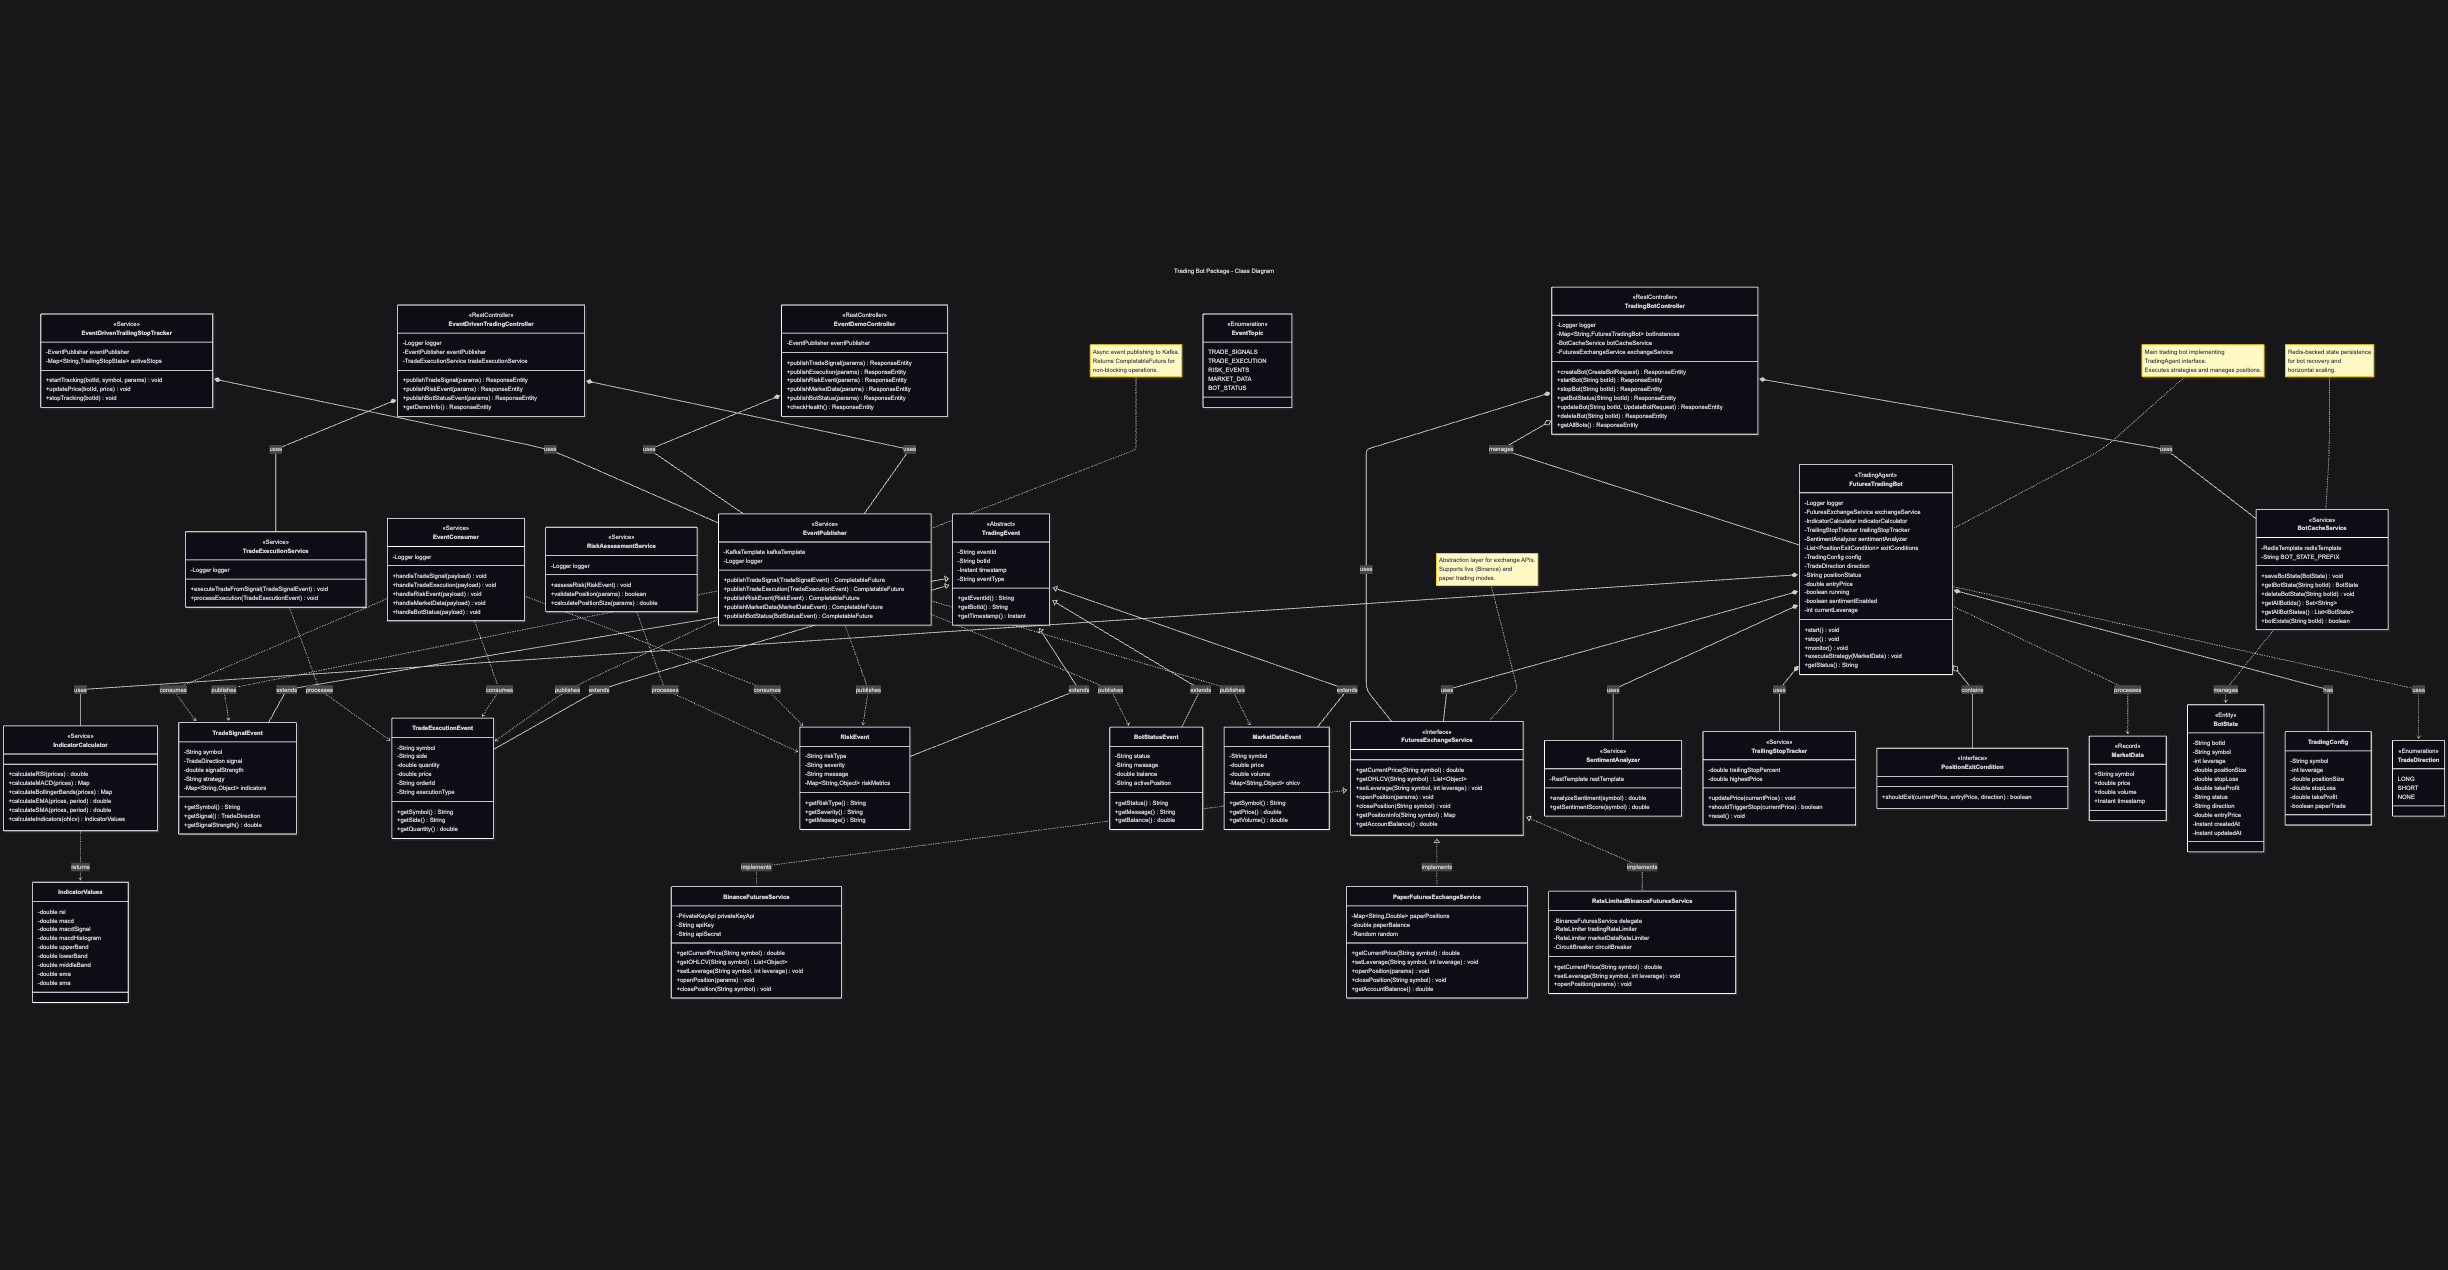 Trading Bot Package - Class Diagram
«Service»
EventDrivenTrailingStopTracker
-EventPublisher eventPublisher
-Map<String,TrailingStopState> activeStops
+startTracking(botId, symbol, params) : void
+updatePrice(botId, price) : void
+stopTracking(botId) : void
«RestController»
EventDrivenTradingController
-Logger logger
-EventPublisher eventPublisher
-TradeExecutionService tradeExecutionService
+publishTradeSignal(params) : ResponseEntity
+publishRiskEvent(params) : ResponseEntity
+publishBotStatusEvent(params) : ResponseEntity
+getDemoInfo() : ResponseEntity
«RestController»
EventDemoController
-EventPublisher eventPublisher
+publishTradeSignal(params) : ResponseEntity
+publishExecution(params) : ResponseEntity
+publishRiskEvent(params) : ResponseEntity
+publishMarketData(params) : ResponseEntity
+publishBotStatus(params) : ResponseEntity
+checkHealth() : ResponseEntity
Async event publishing to Kafka.
Returns CompletableFuture for
non-blocking operations.
«Enumeration»
EventTopic
TRADE_SIGNALS
TRADE_EXECUTION
RISK_EVENTS
MARKET_DATA
BOT_STATUS
«RestController»
TradingBotController
-Logger logger
-Map<String,FuturesTradingBot> botInstances
-BotCacheService botCacheService
-FuturesExchangeService exchangeService
+createBot(CreateBotRequest) : ResponseEntity
+startBot(String botId) : ResponseEntity
+stopBot(String botId) : ResponseEntity
+getBotStatus(String botId) : ResponseEntity
+updateBot(String botId, UpdateBotRequest) : ResponseEntity
+deleteBot(String botId) : ResponseEntity
+getAllBots() : ResponseEntity
Main trading bot implementing
TradingAgent interface.
Executes strategies and manages positions.
Redis-backed state persistence
for bot recovery and
horizontal scaling.
uses
uses
uses
uses
manages
uses
«Service»
TradeExecutionService
-Logger logger
+executeTradeFromSignal(TradeSignalEvent) : void
+processExecution(TradeExecutionEvent) : void
«Service»
EventConsumer
-Logger logger
+handleTradeSignal(payload) : void
+handleTradeExecution(payload) : void
+handleRiskEvent(payload) : void
+handleMarketData(payload) : void
+handleBotStatus(payload) : void
«Service»
RiskAssessmentService
-Logger logger
+assessRisk(RiskEvent) : void
+validatePosition(params) : boolean
+calculatePositionSize(params) : double
«Service»
EventPublisher
-KafkaTemplate kafkaTemplate
-Logger logger
+publishTradeSignal(TradeSignalEvent) : CompletableFuture
+publishTradeExecution(TradeExecutionEvent) : CompletableFuture
+publishRiskEvent(RiskEvent) : CompletableFuture
+publishMarketData(MarketDataEvent) : CompletableFuture
+publishBotStatus(BotStatusEvent) : CompletableFuture
«Abstract»
TradingEvent
-String eventId
-String botId
-Instant timestamp
-String eventType
+getEventId() : String
+getBotId() : String
+getTimestamp() : Instant
uses
Abstraction layer for exchange APIs.
Supports live (Binance) and
paper trading modes.
«TradingAgent»
FuturesTradingBot
-Logger logger
-FuturesExchangeService exchangeService
-IndicatorCalculator indicatorCalculator
-TrailingStopTracker trailingStopTracker
-SentimentAnalyzer sentimentAnalyzer
-List<PositionExitCondition> exitConditions
-TradingConfig config
-TradeDirection direction
-String positionStatus
-double entryPrice
-boolean running
-boolean sentimentEnabled
-int currentLeverage
+start() : void
+stop() : void
+monitor() : void
+executeStrategy(MarketData) : void
+getStatus() : String
«Service»
BotCacheService
-RedisTemplate redisTemplate
-String BOT_STATE_PREFIX
+saveBotState(BotState) : void
+getBotState(String botId) : BotState
+deleteBotState(String botId) : void
+getAllBotIds() : Set<String>
+getAllBotStates() : List<BotState>
+botExists(String botId) : boolean
uses
consumes
publishes
extends
processes
consumes
publishes
extends
processes
consumes
publishes
extends
publishes
extends
publishes
extends
uses
uses
uses
contains
processes
manages
has
uses
«Service»
IndicatorCalculator
+calculateRSI(prices) : double
+calculateMACD(prices) : Map
+calculateBollingerBands(prices) : Map
+calculateEMA(prices, period) : double
+calculateSMA(prices, period) : double
+calculateIndicators(ohlcv) : IndicatorValues
TradeSignalEvent
-String symbol
-TradeDirection signal
-double signalStrength
-String strategy
-Map<String,Object> indicators
+getSymbol() : String
+getSignal() : TradeDirection
+getSignalStrength() : double
TradeExecutionEvent
-String symbol
-String side
-double quantity
-double price
-String orderId
-String executionType
+getSymbol() : String
+getSide() : String
+getQuantity() : double
RiskEvent
-String riskType
-String severity
-String message
-Map<String,Object> riskMetrics
+getRiskType() : String
+getSeverity() : String
+getMessage() : String
BotStatusEvent
-String status
-String message
-double balance
-String activePosition
+getStatus() : String
+getMessage() : String
+getBalance() : double
MarketDataEvent
-String symbol
-double price
-double volume
-Map<String,Object> ohlcv
+getSymbol() : String
+getPrice() : double
+getVolume() : double
«Interface»
FuturesExchangeService
+getCurrentPrice(String symbol) : double
+getOHLCV(String symbol) : List<Object>
+setLeverage(String symbol, int leverage) : void
+openPosition(params) : void
+closePosition(String symbol) : void
+getPositionInfo(String symbol) : Map
+getAccountBalance() : double
«Service»
SentimentAnalyzer
-RestTemplate restTemplate
+analyzeSentiment(symbol) : double
+getSentimentScore(symbol) : double
«Service»
TrailingStopTracker
-double trailingStopPercent
-double highestPrice
+updatePrice(currentPrice) : void
+shouldTriggerStop(currentPrice) : boolean
+reset() : void
«Interface»
PositionExitCondition
+shouldExit(currentPrice, entryPrice, direction) : boolean
«Record»
MarketData
+String symbol
+double price
+double volume
+Instant timestamp
«Entity»
BotState
-String botId
-String symbol
-int leverage
-double positionSize
-double stopLoss
-double takeProfit
-String status
-String direction
-double entryPrice
-Instant createdAt
-Instant updatedAt
TradingConfig
-String symbol
-int leverage
-double positionSize
-double stopLoss
-double takeProfit
-boolean paperTrade
«Enumeration»
TradeDirection
LONG
SHORT
NONE
returns
implements
implements
implements
IndicatorValues
-double rsi
-double macd
-double macdSignal
-double macdHistogram
-double upperBand
-double lowerBand
-double middleBand
-double ema
-double sma
BinanceFuturesService
-PrivateKeyApi privateKeyApi
-String apiKey
-String apiSecret
+getCurrentPrice(String symbol) : double
+getOHLCV(String symbol) : List<Object>
+setLeverage(String symbol, int leverage) : void
+openPosition(params) : void
+closePosition(String symbol) : void
PaperFuturesExchangeService
-Map<String,Double> paperPositions
-double paperBalance
-Random random
+getCurrentPrice(String symbol) : double
+setLeverage(String symbol, int leverage) : void
+openPosition(params) : void
+closePosition(String symbol) : void
+getAccountBalance() : double
RateLimitedBinanceFuturesService
-BinanceFuturesService delegate
-RateLimiter tradingRateLimiter
-RateLimiter marketDataRateLimiter
-CircuitBreaker circuitBreaker
+getCurrentPrice(String symbol) : double
+setLeverage(String symbol, int leverage) : void
+openPosition(params) : void